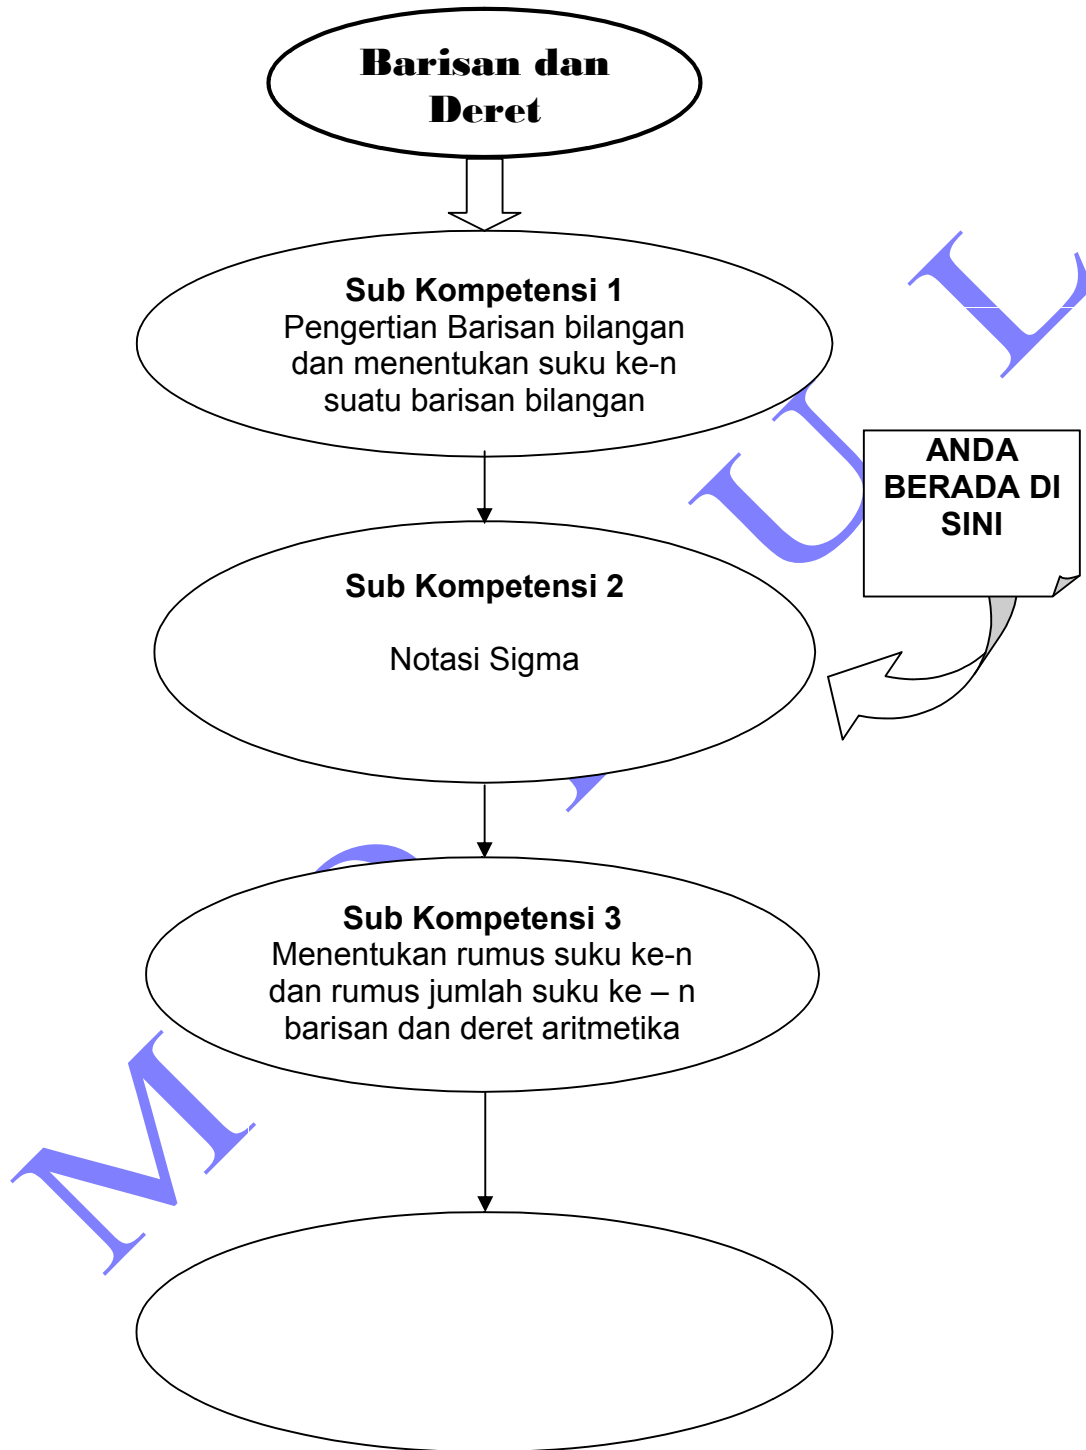 Barisan dan
Deret
Sub Kompetensi 1
Pengertian Barisan bilangan
dan menentukan suku ke-n
suatu barisan bilangan
ANDA
BERADA DI
SINI
Sub Kompetensi 2
Notasi Sigma
Sub Kompetensi 3
Menentukan rumus suku ke-n
dan rumus jumlah suku ke – n
barisan dan deret aritmetika